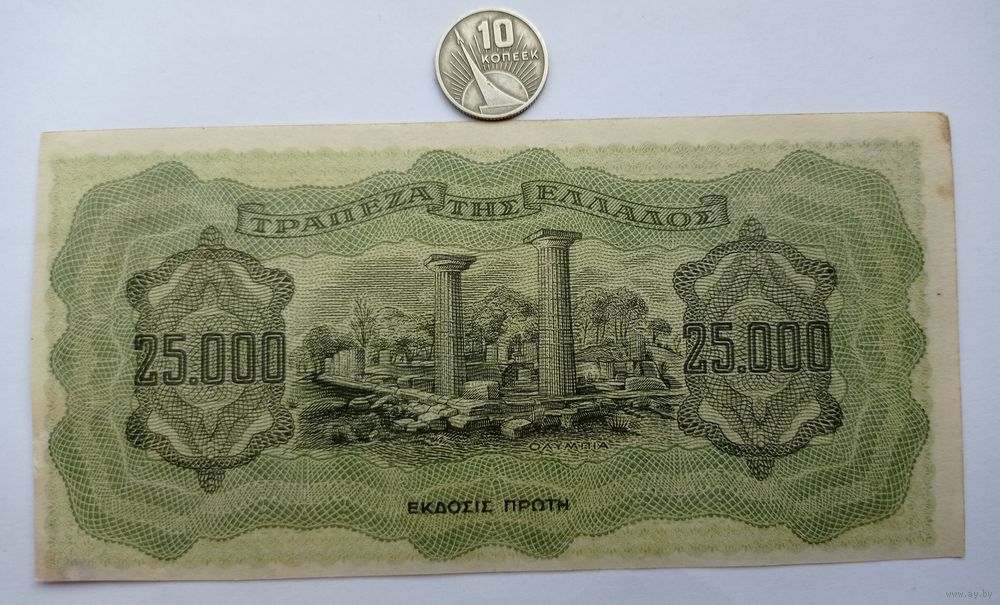 10
КОПЕЕК
ΤΡΑΠΕΖΑ ΤΗΣ ΕΛΛΑΔΟΣ
25.000 25.000
ΟΛΥΜΠΙΑ
ΕΚΔΟΣΙΣ ΠΡΩΤΗ
www.ay.by